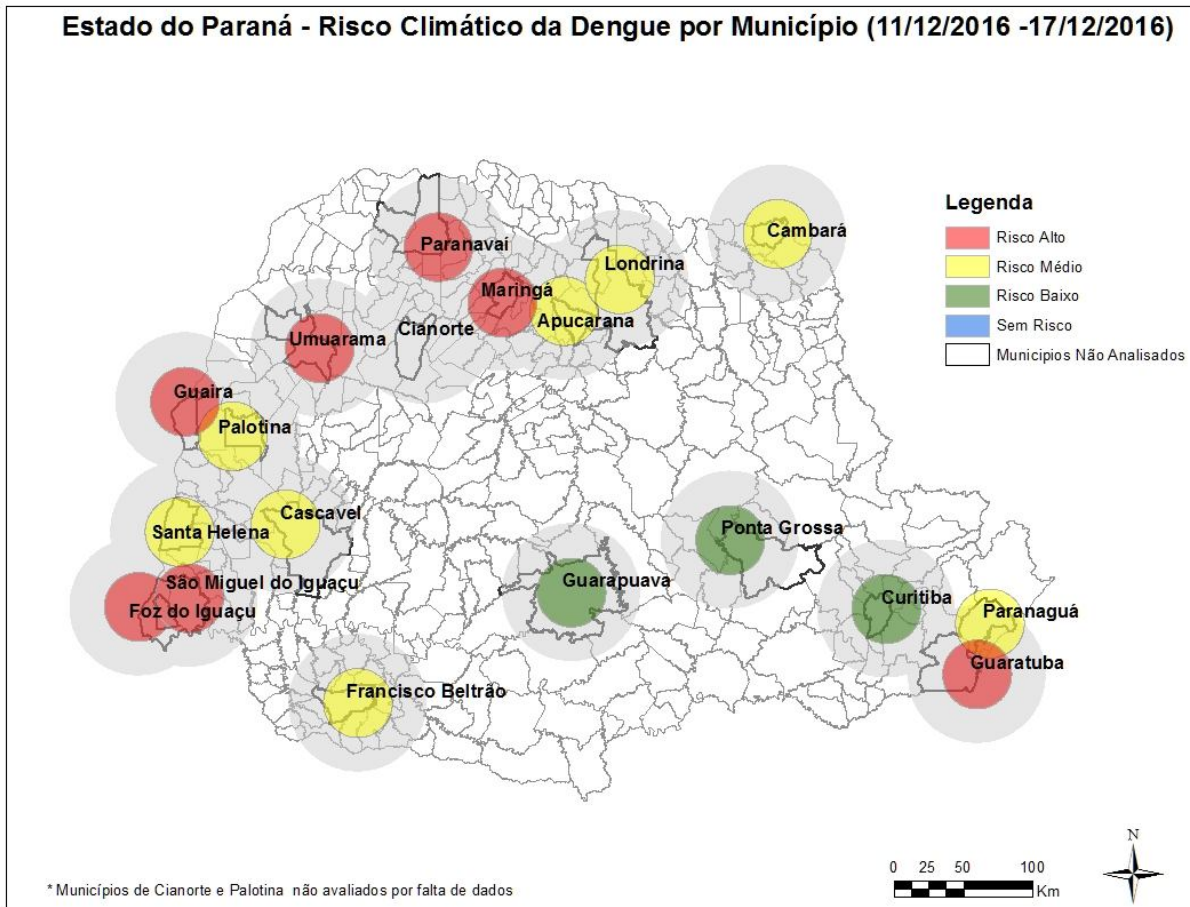 Estado do Paraná - Risco Climático da Dengue por Município (11/12/2016 -17/12/2016)
Legenda
Risco Alto
Risco Médio
Risco Baixo
Sem Risco
Municipios Não Analisados
Cambará
Paranavaí
Londrina
Maringá
Apucarana
Cianorte
Umuarama
Guaira
Palotina
Cascavel
Santa Helena
São Miguel do Iguaçu
Foz do Iguaçu
Ponta Grossa
Guarapuava
Curitiba
Paranaguá
Guaratuba
Francisco Beltrão
N
0 25 50 100
Km
* Municípios de Cianorte e Palotina não avaliados por falta de dados